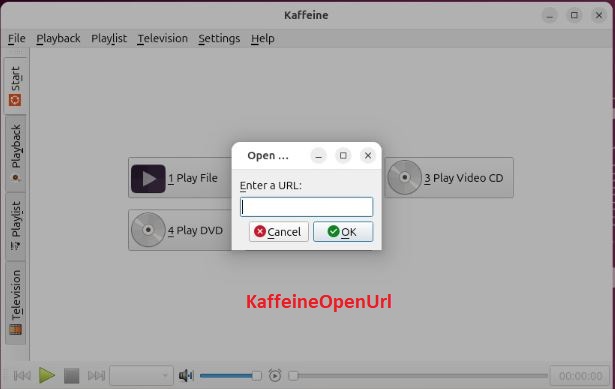 Kaffeine
File Playback Playlist Television Settings Help
Start
Playback
Playlist
Television
Open ...
Enter a URL:
Cancel OK
1 Play File
3 Play Video CD
4 Play DVD
KaffeineOpenUrl
00:00:00